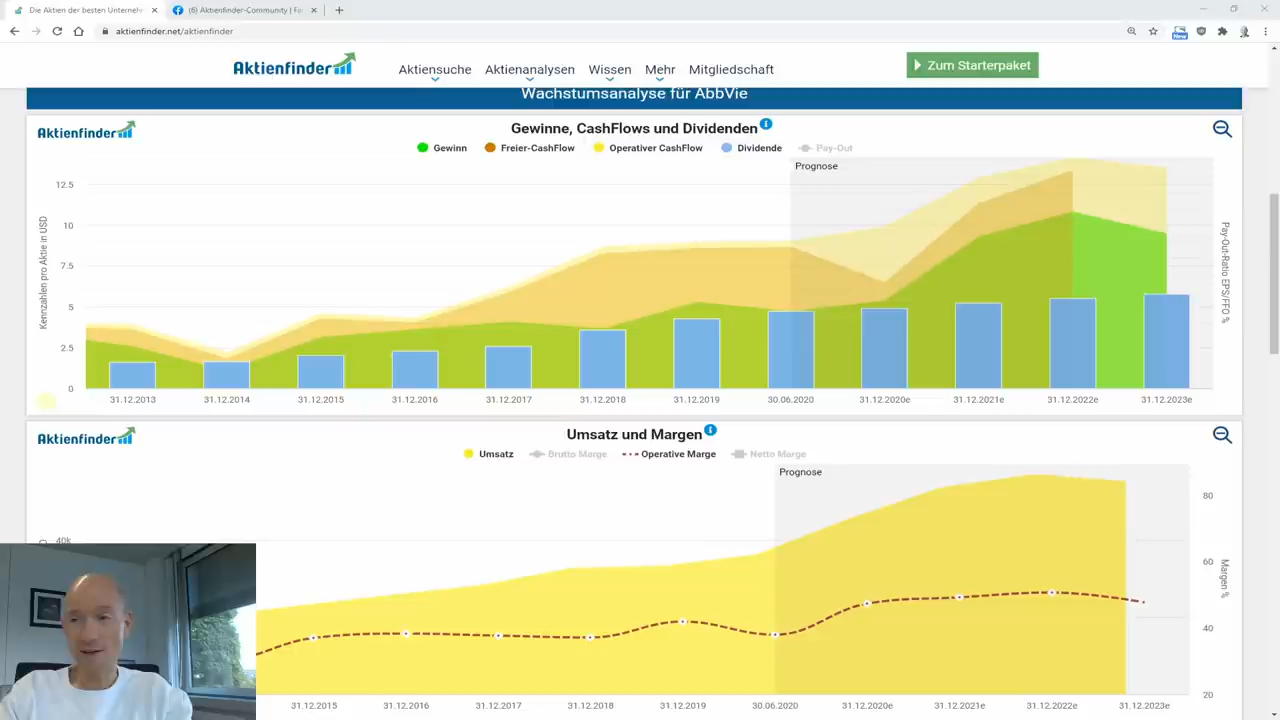 Die Aktien der besten Unternehm
(6) Aktienfinder-Community | Fa
aktienfinder.net/aktienfinder
New
Aktienfinder
Aktiensuche
Aktienanalysen
Wissen
Mehr
Mitgliedschaft
Zum Starterpaket
Wachstumsanalyse für AbbVie
Aktienfinder
Gewinne, CashFlows und Dividenden
Gewinn
Freier-CashFlow
Operativer CashFlow
Dividende
Pay-Out
Prognose
12.5
10
7.5
5
2.5
0
Kennzahlen pro Aktie in USD
Pay-Out-Ratio EPS/FFO %
31.12.2013
31.12.2014
31.12.2015
31.12.2016
31.12.2017
31.12.2018
31.12.2019
30.06.2020
31.12.2020e
31.12.2021e
31.12.2022e
31.12.2023e
Aktienfinder
Umsatz und Margen
Umsatz
Brutto Marge
Operative Marge
Netto Marge
Prognose
40k
80
60
40
20
Margen %
31.12.2015
31.12.2016
31.12.2017
31.12.2018
31.12.2019
30.06.2020
31.12.2020e
31.12.2021e
31.12.2022e
31.12.2023e